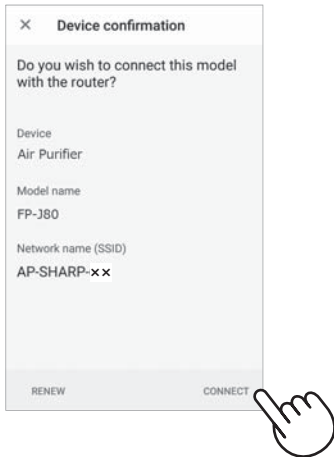 × Device confirmation
Do you wish to connect this model
with the router?
Device
Air Purifier
Model name
FP-J80
Network name (SSID)
AP-SHARP-××
RENEW CONNECT